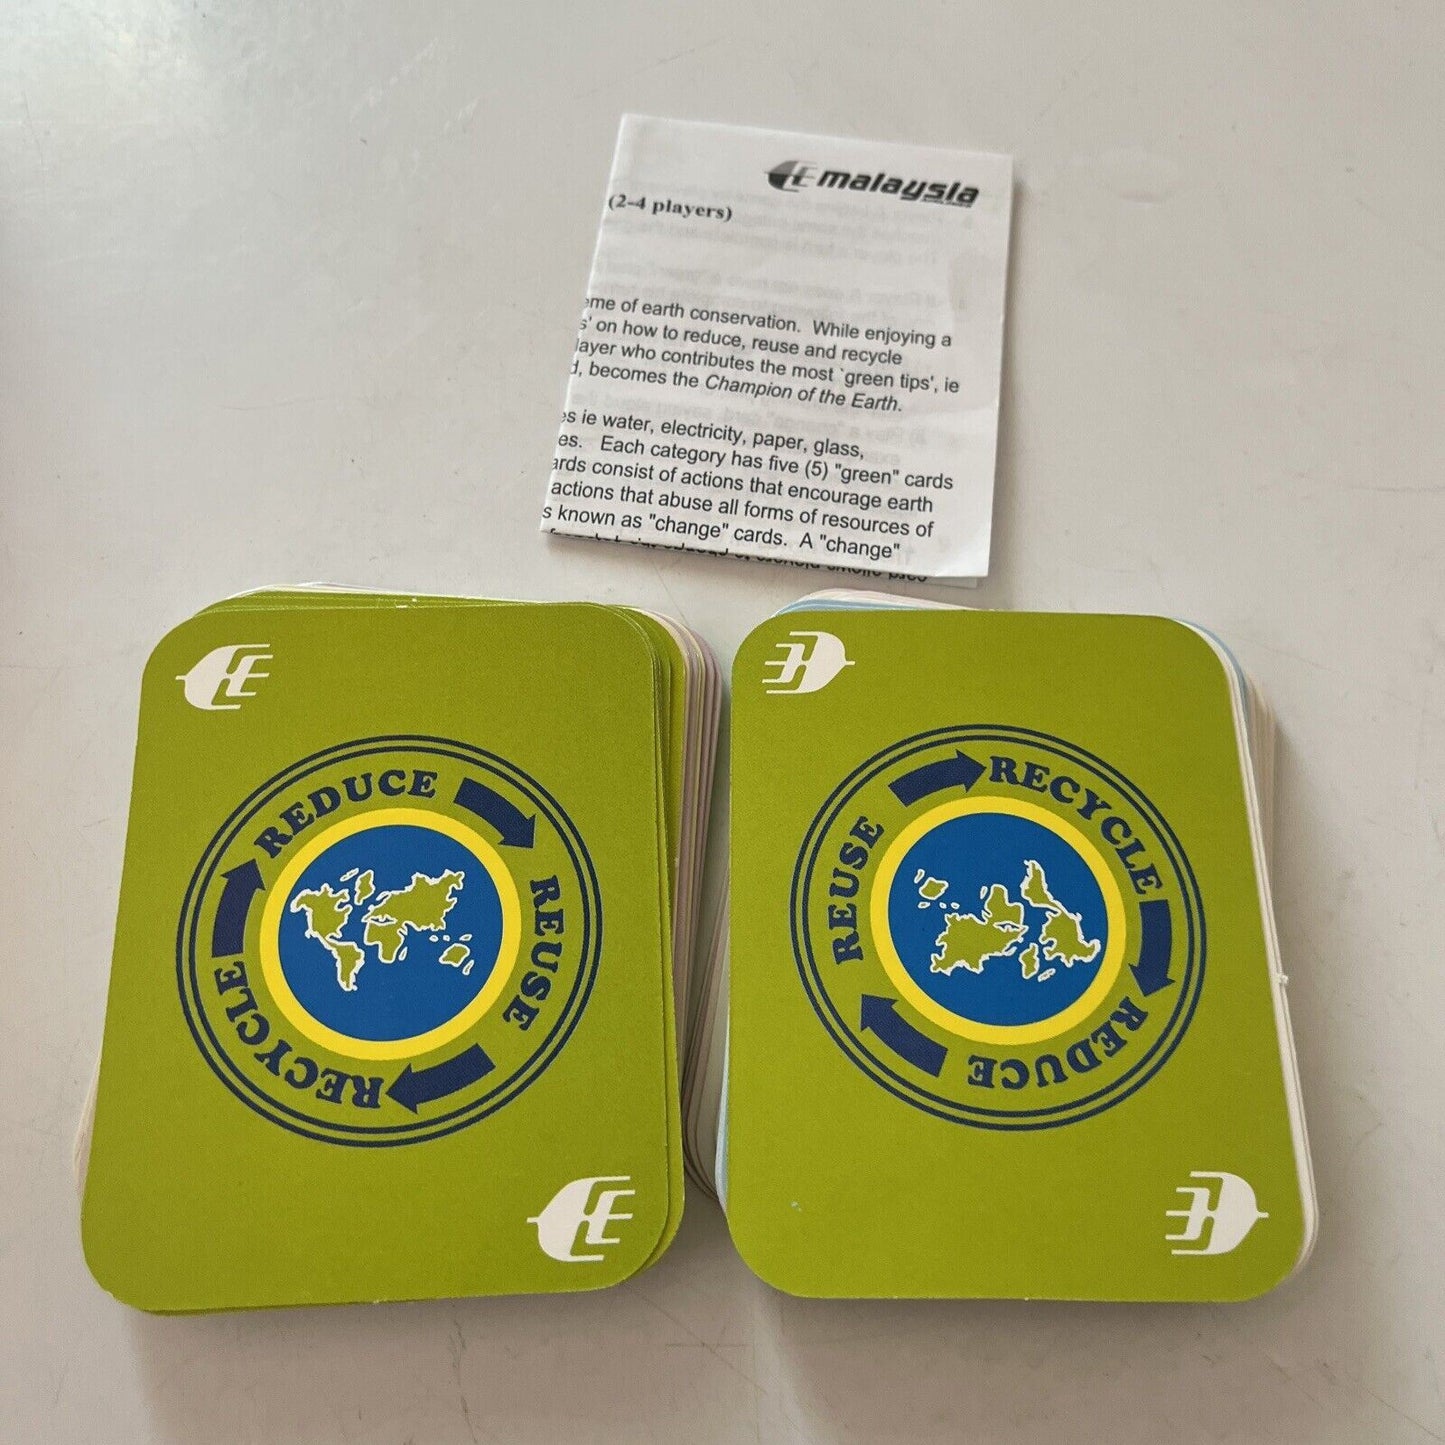 malaysia
(2-4 players)
eme of earth conservation. While enjoying a
s' on how to reduce, reuse and recycle
layer who contributes the most `green tips', ie
d, becomes the Champion of the Earth.
es ie water, electricity, paper, glass,
es. Each category has five (5) "green" cards
ards consist of actions that encourage earth
actions that abuse all forms of resources of
s known as "change" cards. A "change"
REDUCE
REUSE
RECYCLE
RECYCLE
REDUCE
REUSE